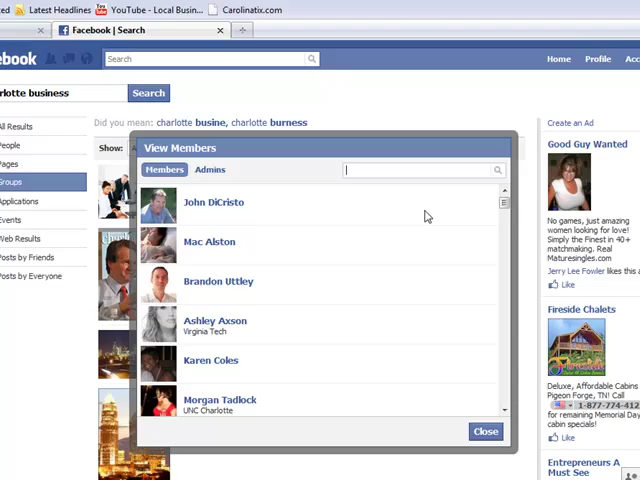 Latest Headlines YouTube - Local Busin... Carolinatix.com
Facebook | Search
Search
Home Profile
rlotte business Search
Did you mean: charlotte busine, charlotte burness
Create an Ad
All Results
People
Pages
Groups
Applications
Events
Web Results
Posts by Friends
Posts by Everyone
Show:
View Members
Members Admins
John DiCristo
Mac Alston
Brandon Uttley
Ashley Axson
Virginia Tech
Karen Coles
Morgan Tadlock
UNC Charlotte
Close
Good Guy Wanted
No games, just amazing
women looking for love!
Simply the Finest in 40+
matchmaking. Real
Maturesingles.com
Jerry Lee Fowler likes this a
Like
Fireside Chalets
Fireside
Deluxe, Affordable Cabins
Pigeon Forge, TN! Call
1-877-774-412
for remaining Memorial Day
cabin specials!
Like
Entrepreneurs A
Must See